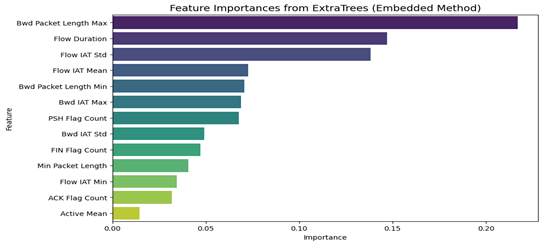 Feature Importances from ExtraTrees (Embedded Method)
Feature
Bwd Packet Length Max
Flow Duration
Flow IAT Std
Flow IAT Mean
Bwd Packet Length Min
Bwd IAT Max
PSH Flag Count
Bwd IAT Std
FIN Flag Count
Min Packet Length
Flow IAT Min
ACK Flag Count
Active Mean
0.00 0.05 0.10 0.15 0.20
Importance